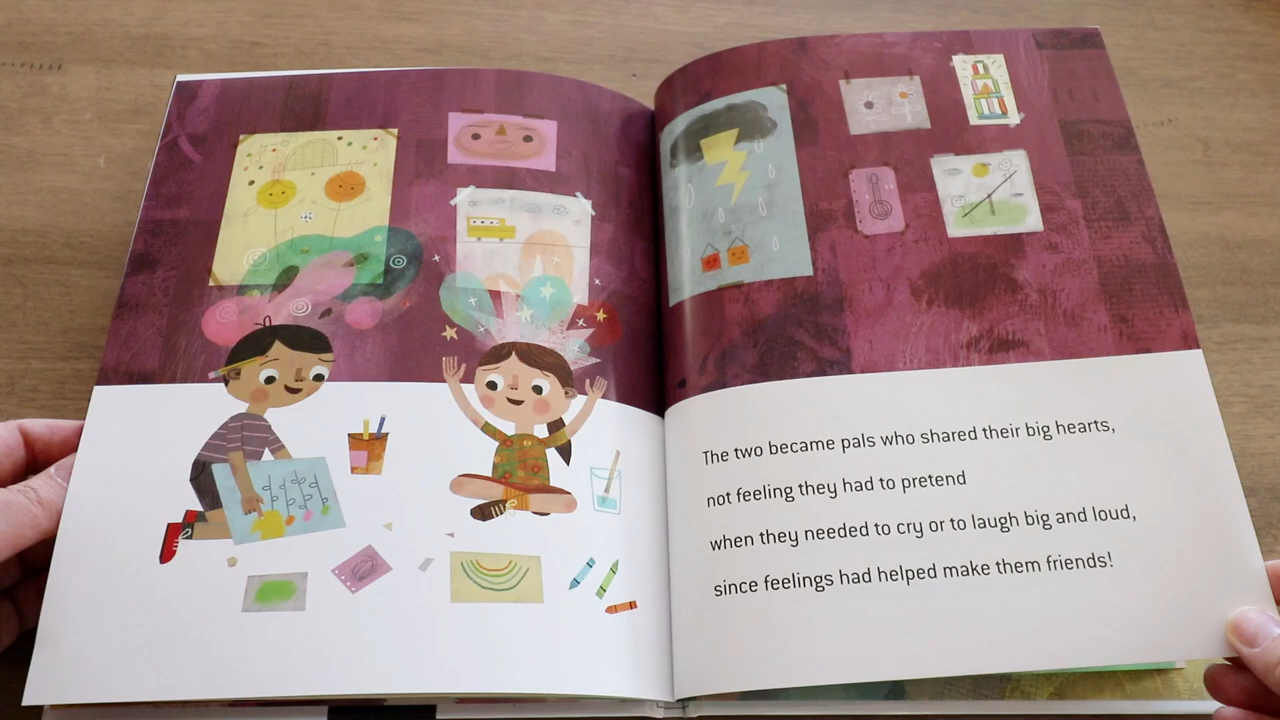 The two became pals who shared their big hearts,
not feeling they had to pretend
when they needed to cry or to laugh big and loud,
since feelings had helped make them friends!